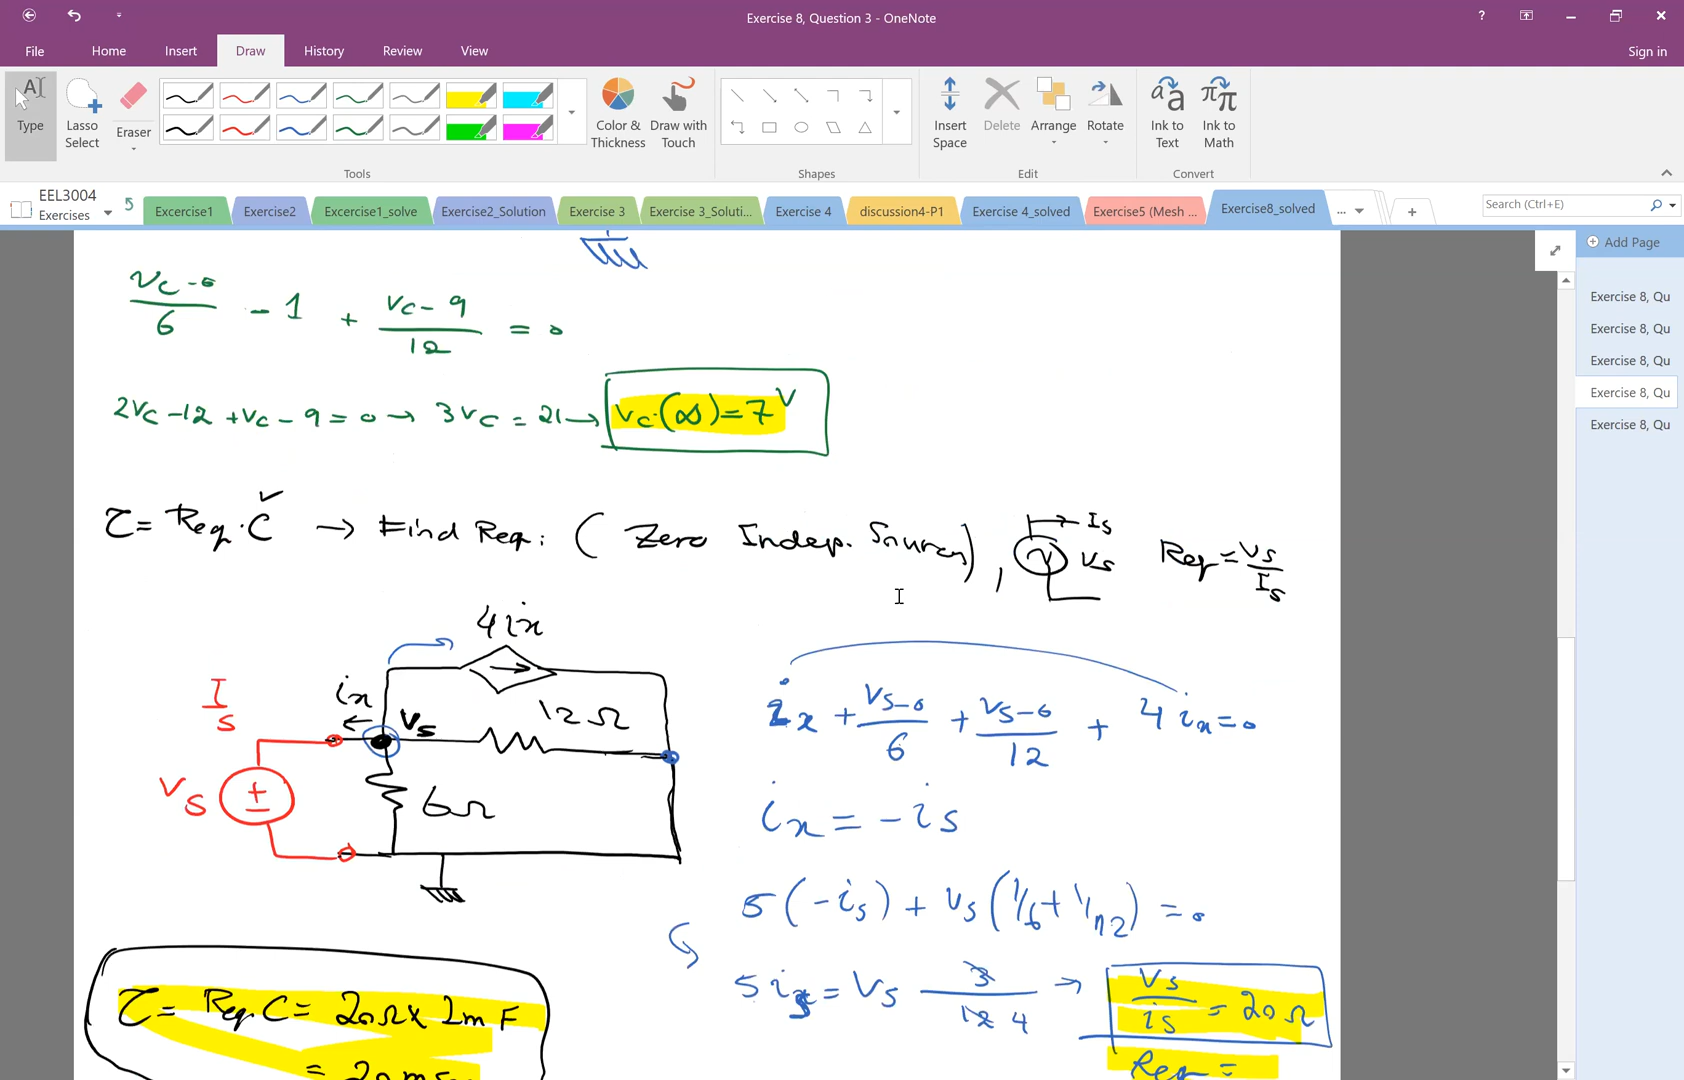 Exercise 8, Question 3 - OneNote
?
File Home Insert Draw History Review View Sign in
Type Lasso Select Eraser Color & Thickness Draw with Touch Insert Space Delete Arrange Rotate Ink to Text Ink to Math
Tools Shapes Edit Convert
EEL3004 Exercises Excercise1 Exercise2 Excercise1_solve Exercise2_Solution Exercise 3 Exercise 3_Soluti... Exercise 4 discussion4-P1 Exercise 4_solved Exercise5 (Mesh ... Exercise8_solved ... + Search (Ctrl+E)
Add Page
Exercise 8, Qu
Exercise 8, Qu
Exercise 8, Qu
Exercise 8, Qu
Exercise 8, Qu
(Vc-0)/6 - 1 + (Vc-9)/12 = 0
2Vc -12 +Vc - 9 = 0 → 3Vc = 21 → Vc(∞) = 7 V
τ = Req.C ✓ → Find Req: ( Zero Indep. Sources) , Is Vs Req = Vs/Is
4ix
Is ix Vs 12Ω
Vs ± 6Ω
ix + (Vs-0)/6 + (Vs-0)/12 + 4ix = 0
ix = -is
5(-is) + Vs(1/6 + 1/12) = 0
5is = Vs 3/12 4 → Vs/is = 20Ω
Req =
τ = Req C = 20Ω x